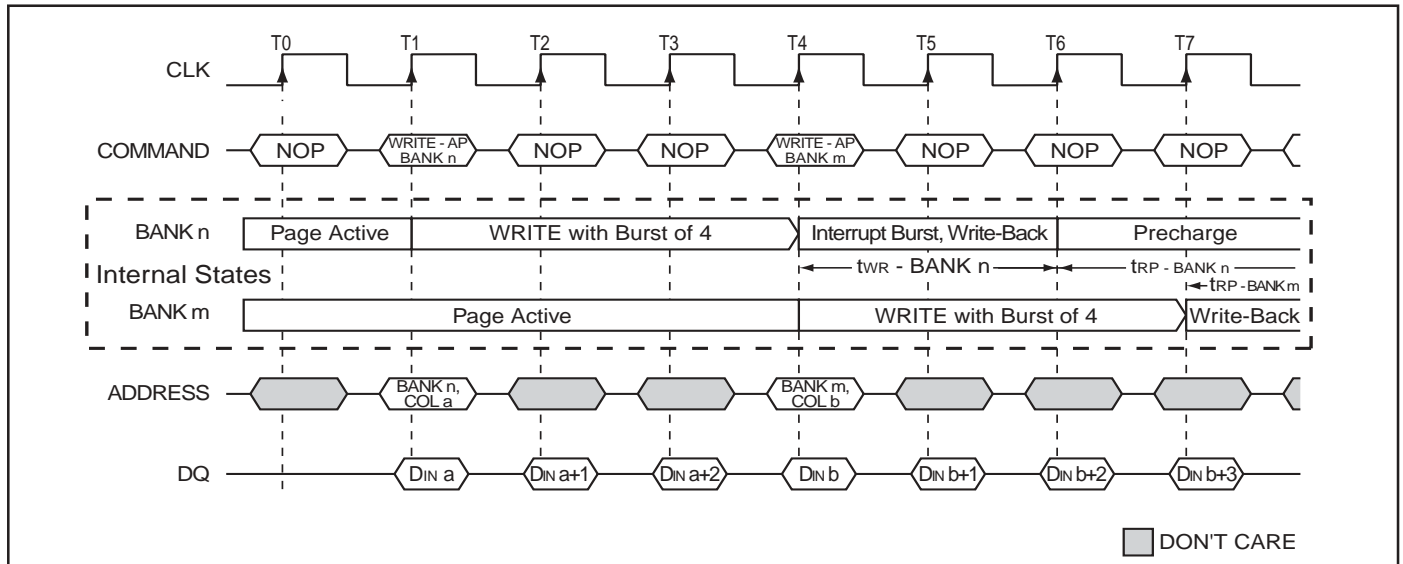 T0 T1 T2 T3 T4 T5 T6 T7
CLK
COMMAND NOP WRITE - AP BANK n NOP NOP WRITE - AP BANK m NOP NOP NOP
BANK n Page Active WRITE with Burst of 4 Interrupt Burst, Write-Back Precharge
Internal States tWR - BANK n tRP - BANK n
tRP - BANK m
BANK m Page Active WRITE with Burst of 4 Write-Back
ADDRESS BANK n, COL a BANK m, COL b
DQ DIN a DIN a+1 DIN a+2 DIN b DIN b+1 DIN b+2 DIN b+3
DON'T CARE